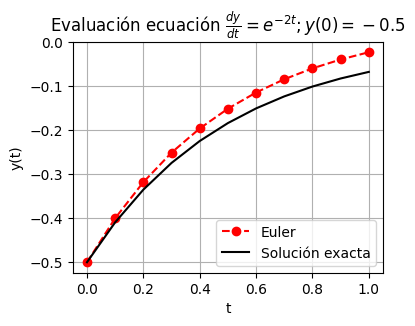 Evaluación ecuación $\frac{dy}{dt} = e^{-2t}; y(0) = -0.5$
0.0
−0.1
−0.2
−0.3
−0.4
−0.5
y(t)
Euler
Solución exacta
0.0 0.2 0.4 0.6 0.8 1.0
t